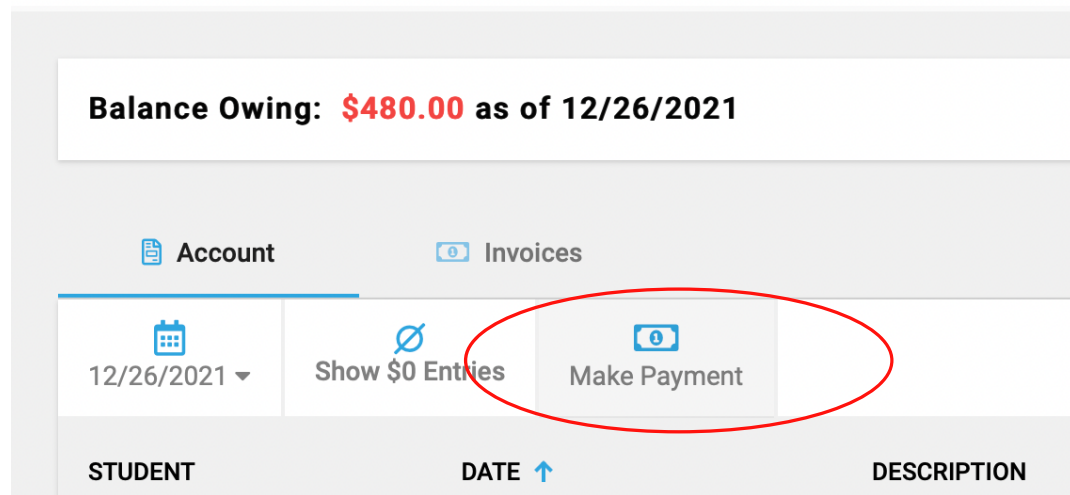 Balance Owing: $480.00 as of 12/26/2021
Account Invoices
12/26/2021 Show $0 Entries Make Payment
STUDENT DATE DESCRIPTION